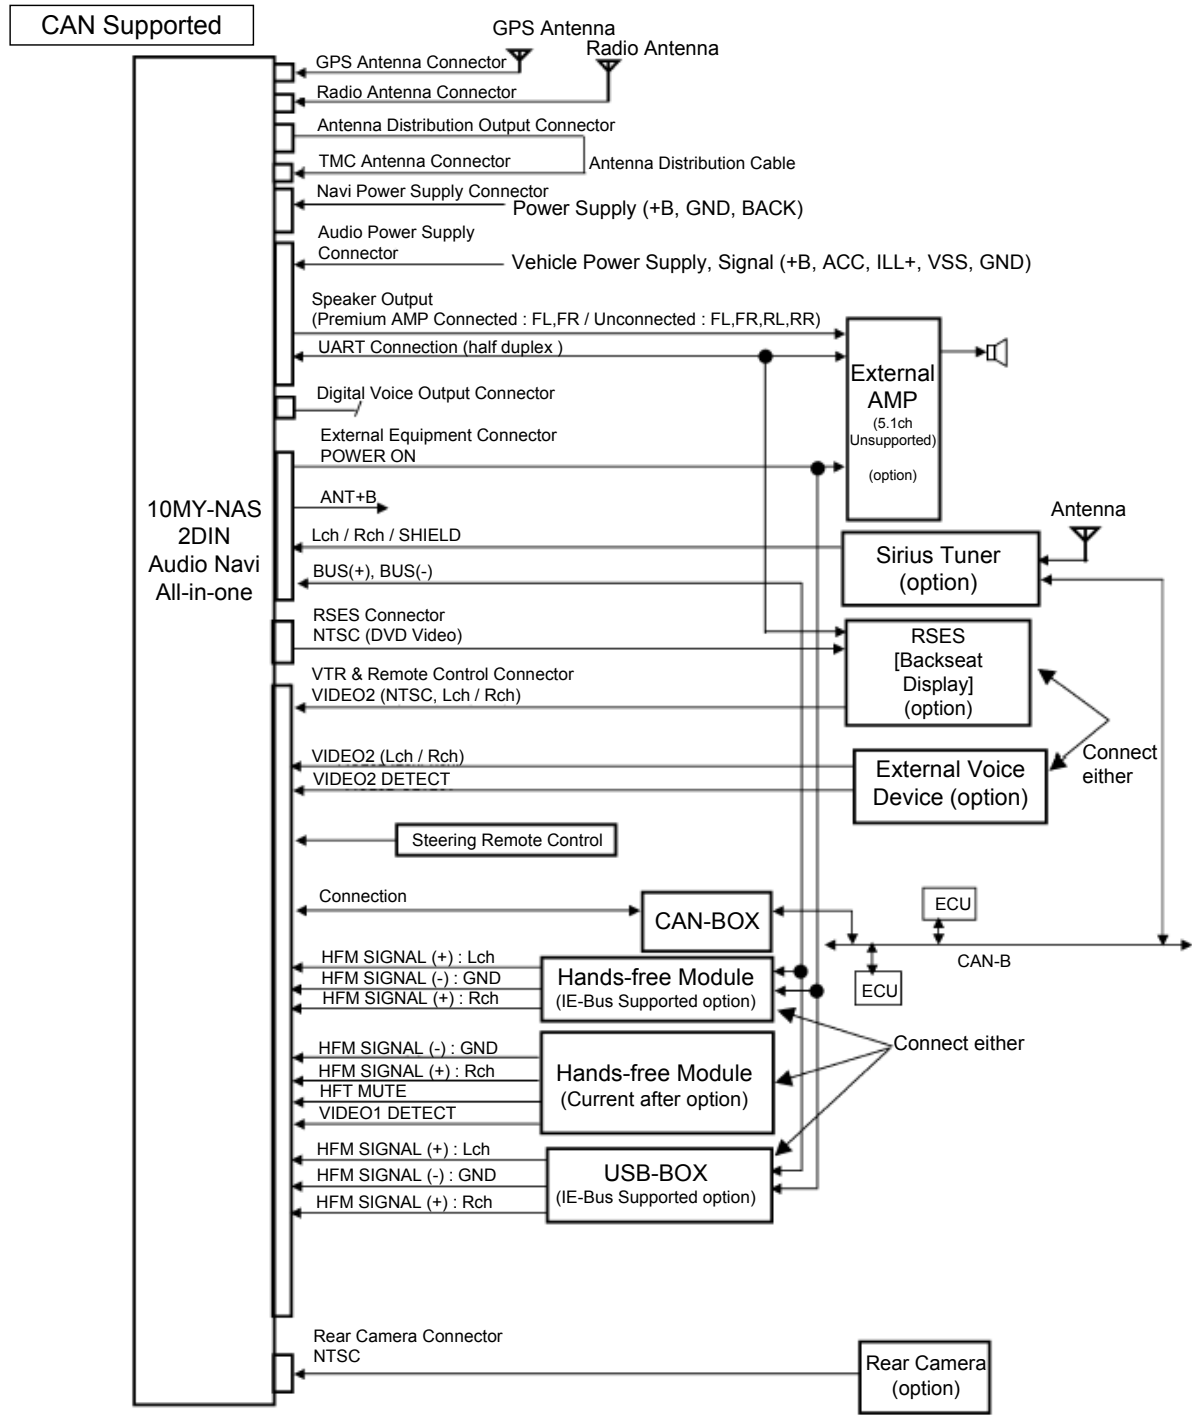 CAN Supported
GPS Antenna
Radio Antenna
GPS Antenna Connector
Radio Antenna Connector
Antenna Distribution Output Connector
TMC Antenna Connector
Antenna Distribution Cable
Navi Power Supply Connector
Power Supply (+B, GND, BACK)
Audio Power Supply
Connector
Vehicle Power Supply, Signal (+B, ACC, ILL+, VSS, GND)
Speaker Output
(Premium AMP Connected : FL,FR / Unconnected : FL,FR,RL,RR)
UART Connection (half duplex )
External
AMP
(5.1ch
Unsupported)
(option)
Digital Voice Output Connector
External Equipment Connector
POWER ON
ANT+B
10MY-NAS
2DIN
Audio Navi
All-in-one
Antenna
Lch / Rch / SHIELD
Sirius Tuner
(option)
BUS(+), BUS(-)
RSES Connector
NTSC (DVD Video)
RSES
[Backseat
Display]
(option)
VTR & Remote Control Connector
VIDEO2 (NTSC, Lch / Rch)
Connect
either
VIDEO2 (Lch / Rch)
VIDEO2 DETECT
External Voice
Device (option)
Steering Remote Control
Connection
CAN-BOX
ECU
CAN-B
ECU
HFM SIGNAL (+) : Lch
HFM SIGNAL (-) : GND
HFM SIGNAL (+) : Rch
Hands-free Module
(IE-Bus Supported option)
Connect either
HFM SIGNAL (-) : GND
HFM SIGNAL (+) : Rch
HFT MUTE
VIDEO1 DETECT
Hands-free Module
(Current after option)
HFM SIGNAL (+) : Lch
HFM SIGNAL (-) : GND
HFM SIGNAL (+) : Rch
USB-BOX
(IE-Bus Supported option)
Rear Camera Connector
NTSC
Rear Camera
(option)